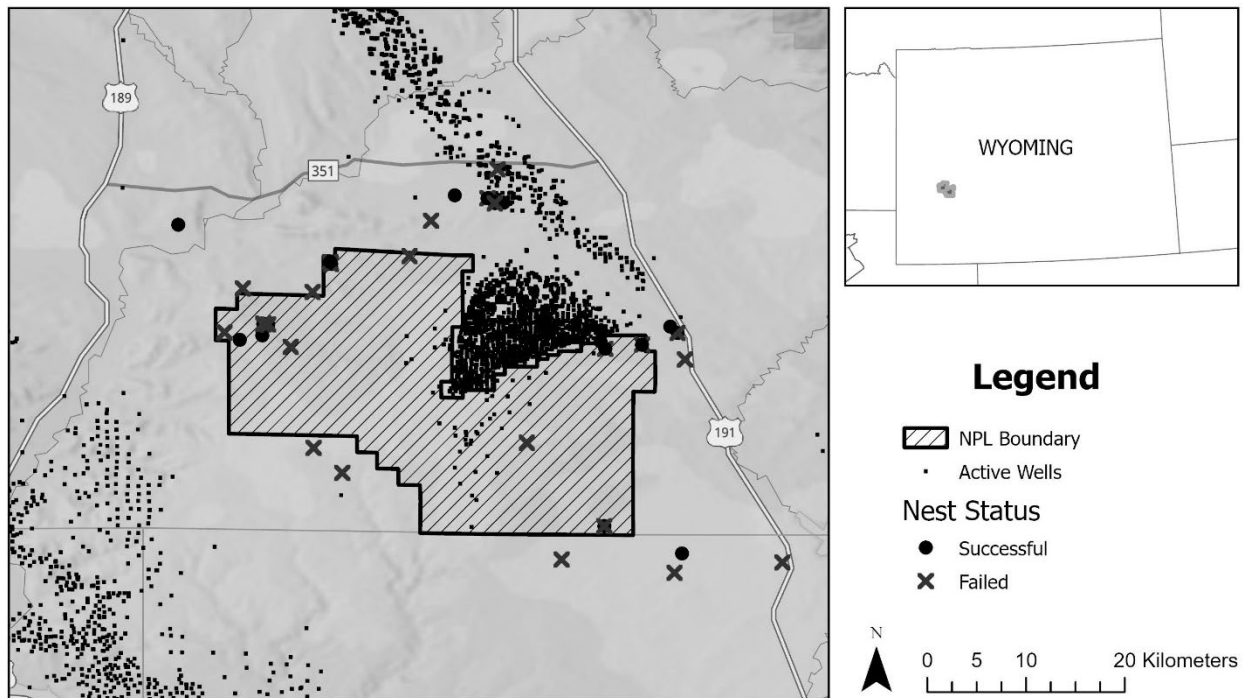 189
351
191
WYOMING
Legend
NPL Boundary
Active Wells
Nest Status
Successful
Failed
N
0 5 10 20 Kilometers